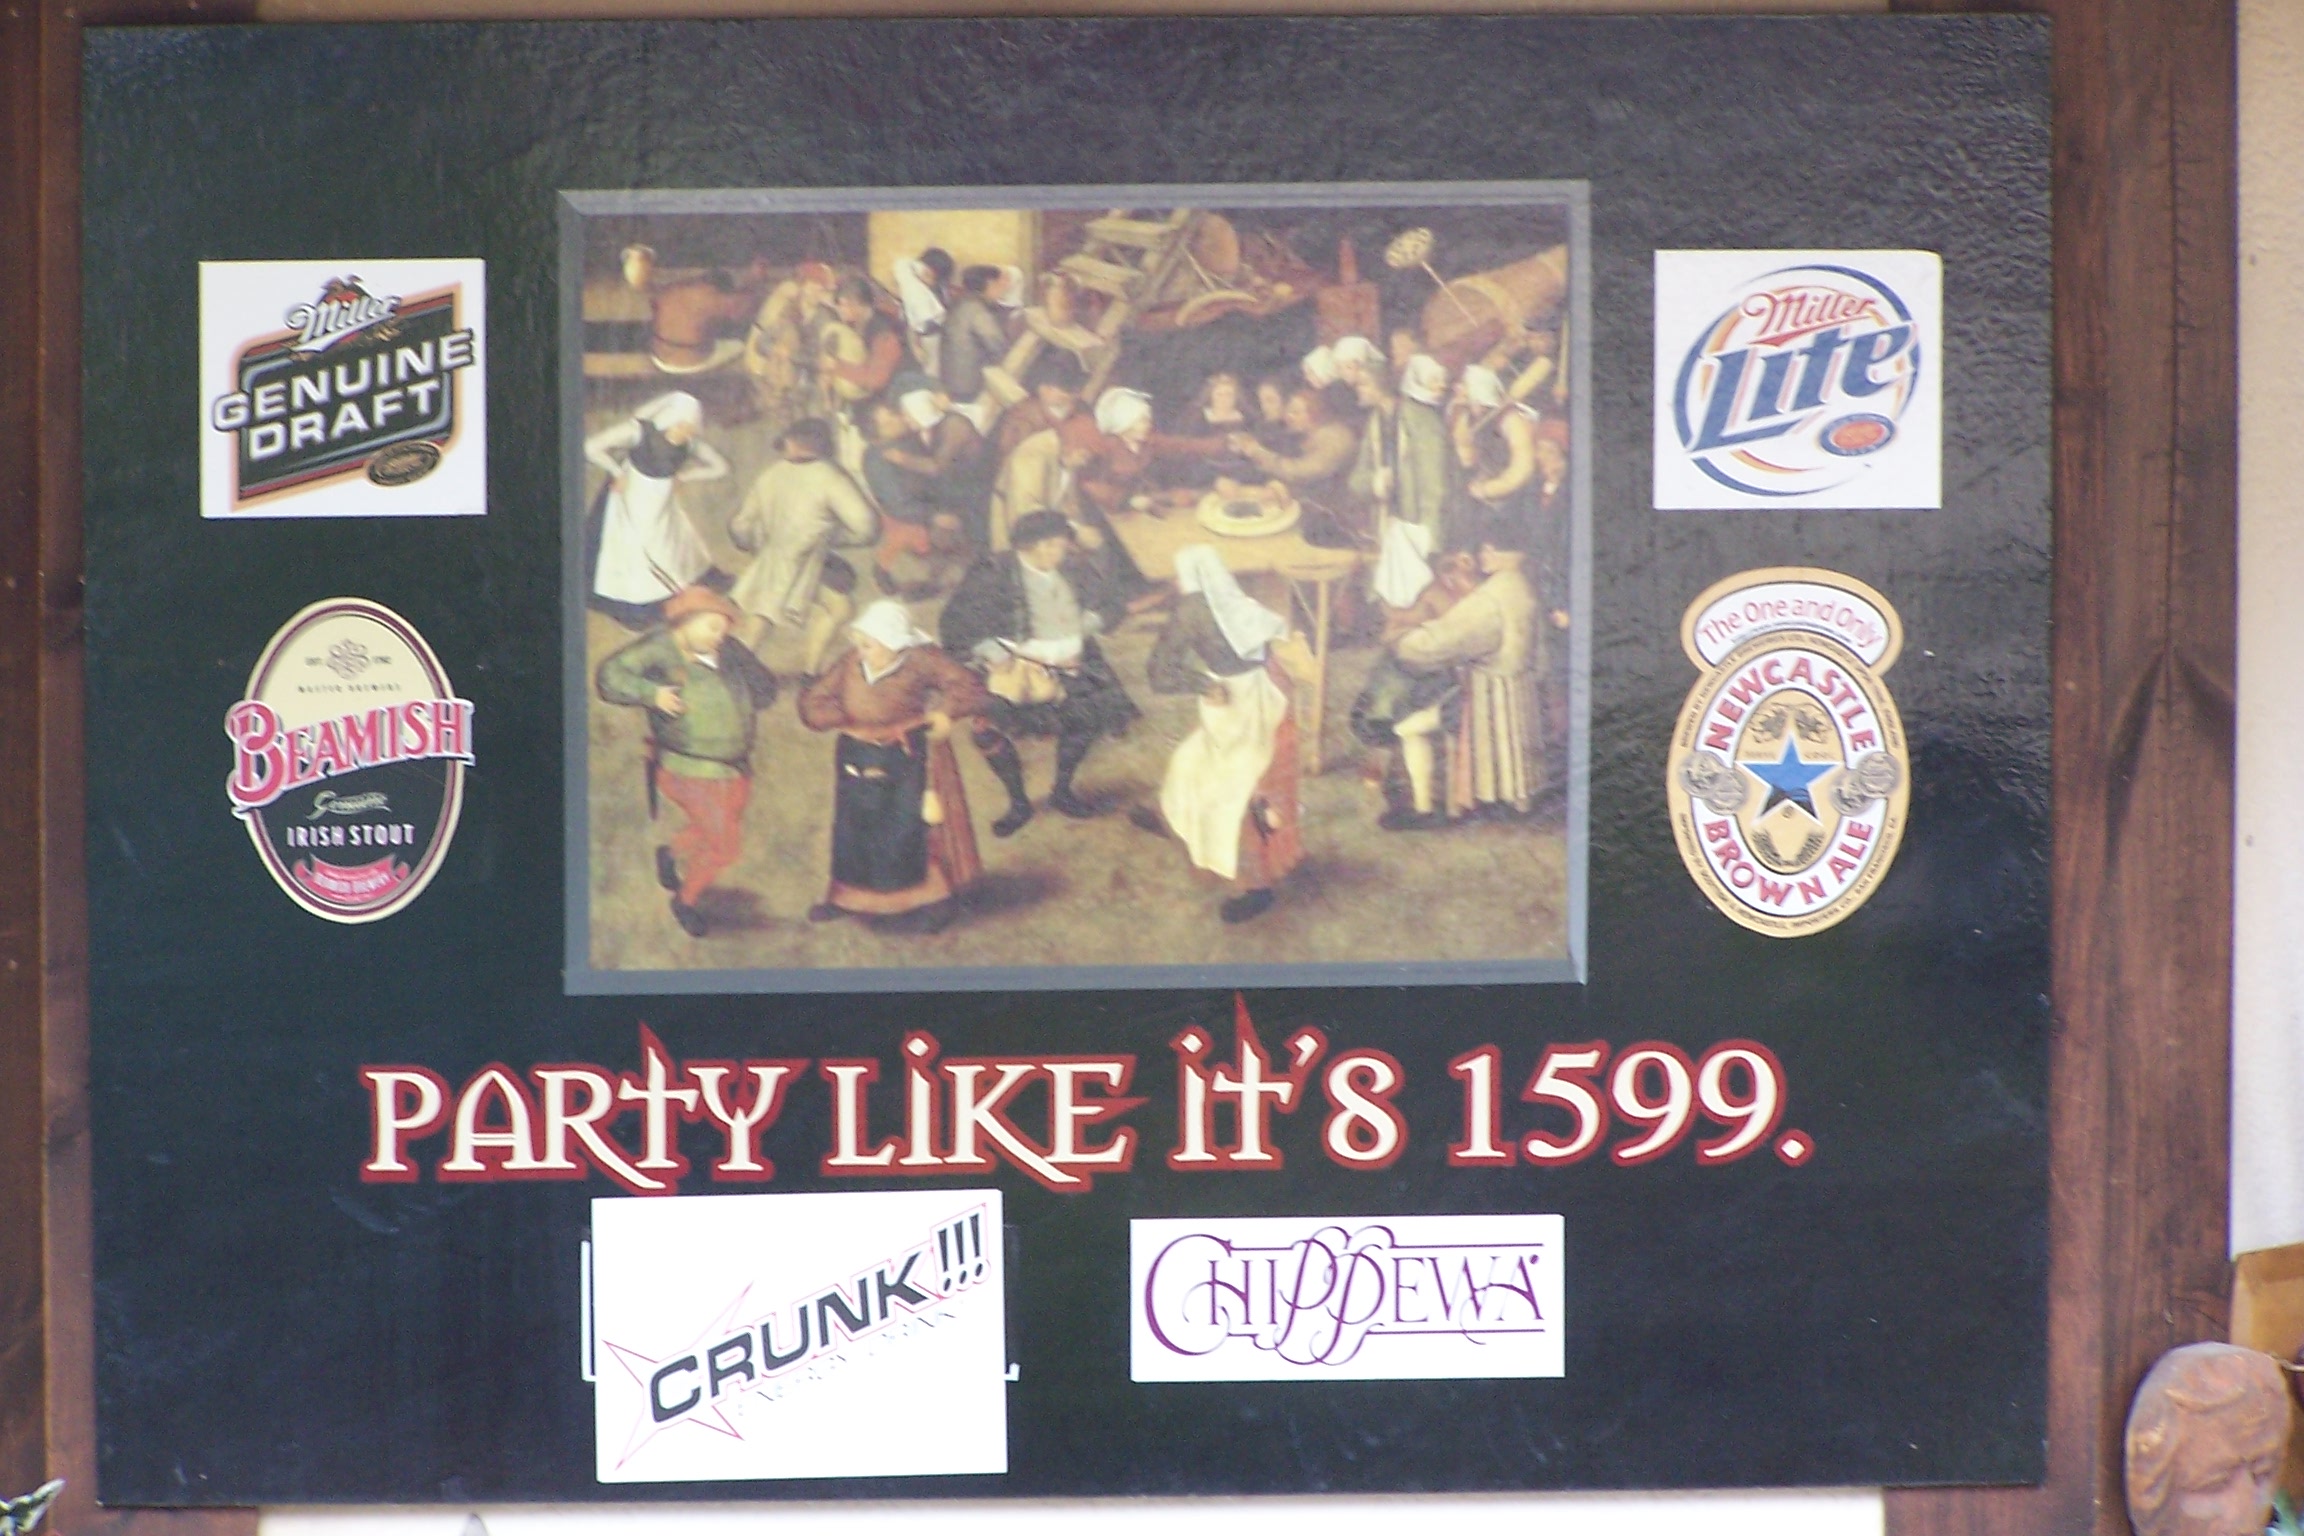 Miller
GENUINE
DRAFT
Miller
Lite
BEAMISH
Genuine
IRISH STOUT
The One and Only
NEWCASTLE
BROWN ALE
PARTY LIKE IT'S 1599.
CRUNK!!!
CHIPPEWA